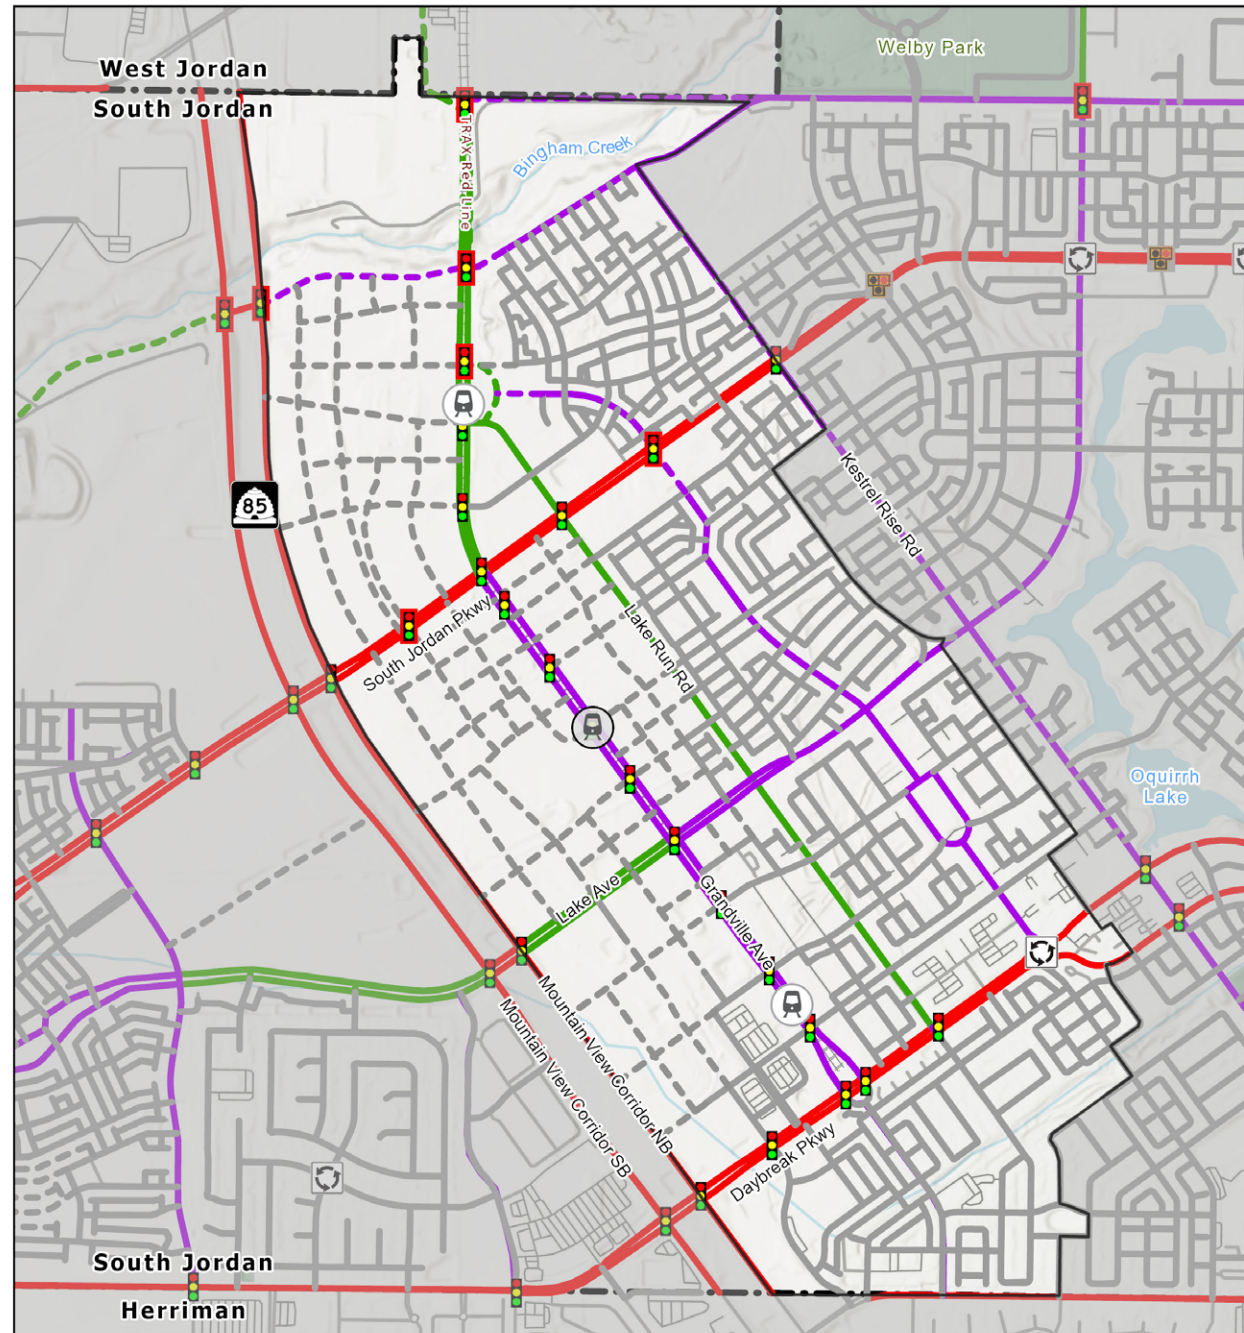 Welby Park
West Jordan
South Jordan
TRAX Red Line
Bingham Creek
85
Kestrel Rise Rd
South Jordan Pkwy
Lake Run Rd
Oquirrh
Lake
Lake Ave
Grandville Ave
Mountain View Corridor NB
Mountain View Corridor SB
Daybreak Pkwy
South Jordan
Herriman